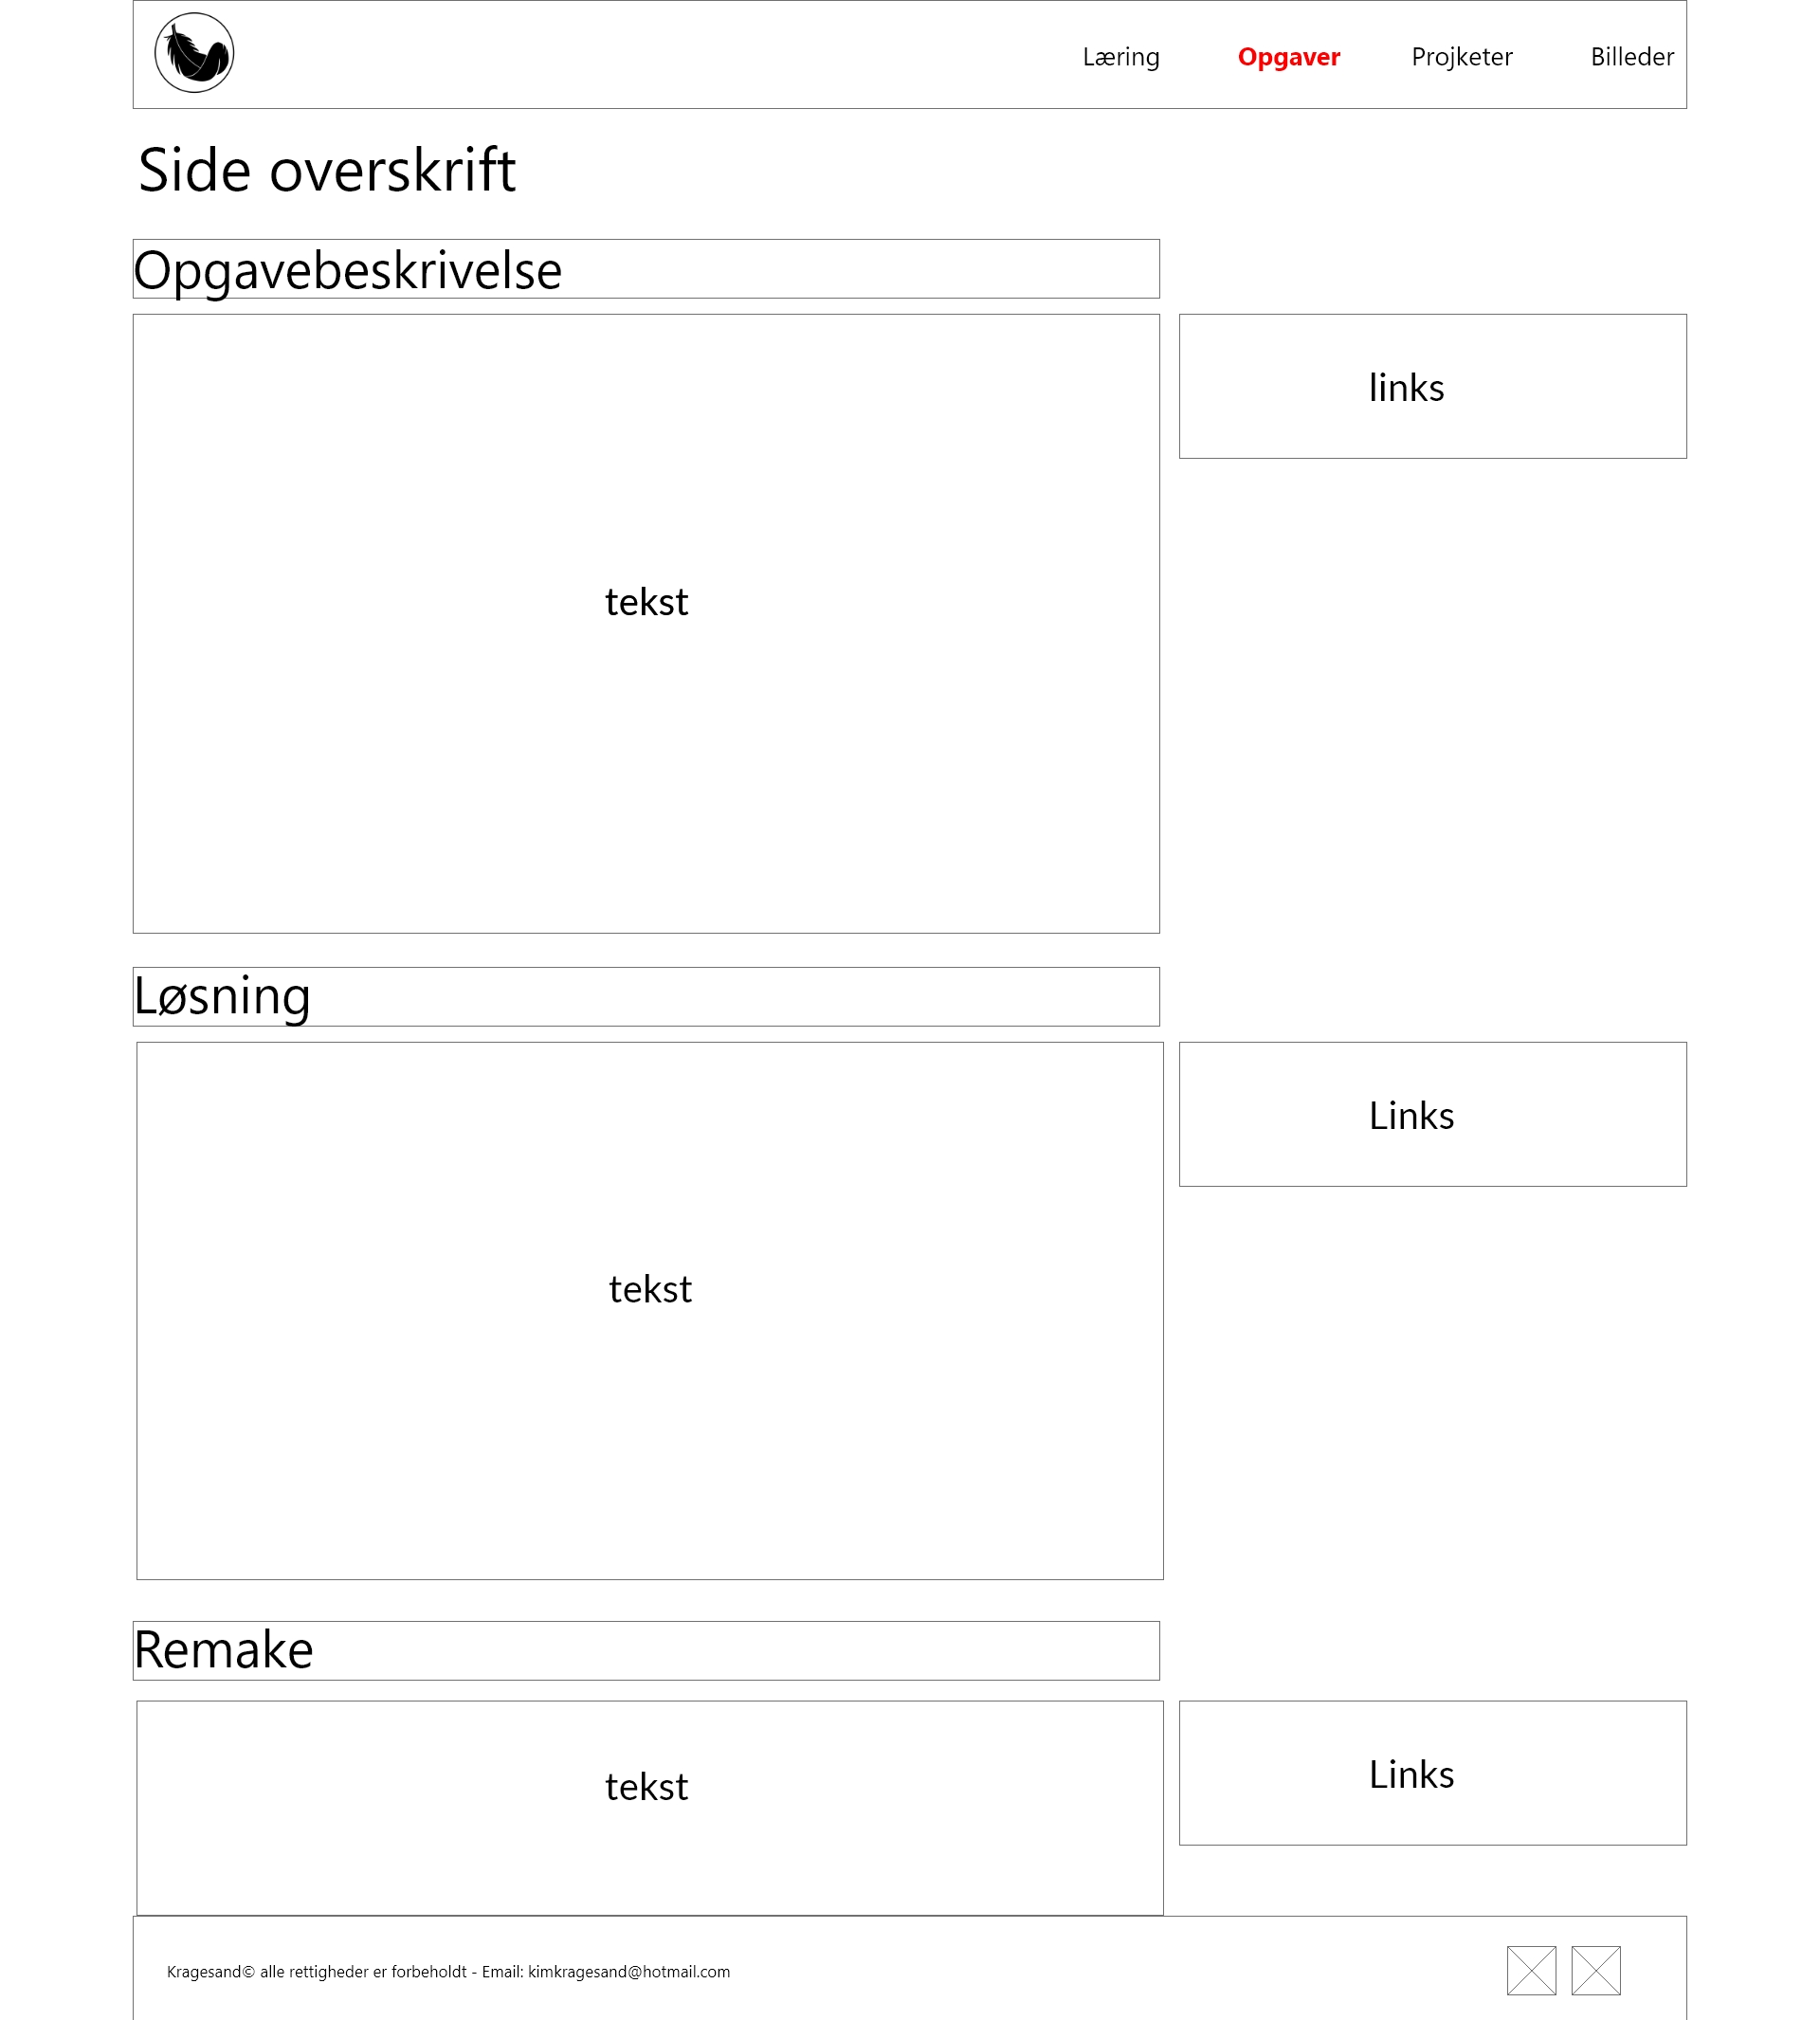 Læring Opgaver Projketer Billeder
Side overskrift
Opgavebeskrivelse
links
tekst
Løsning
Links
tekst
Remake
Links
tekst
Kragesand© alle rettigheder er forbeholdt - Email: kimkragesand@hotmail.com